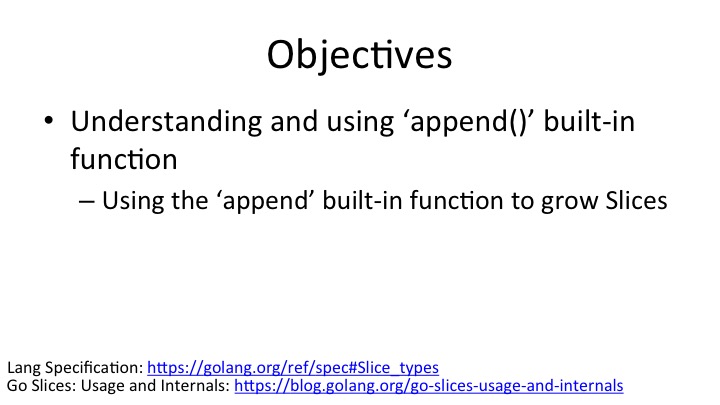 Objectives
• Understanding and using ‘append()’ built-in
function
– Using the ‘append’ built-in function to grow Slices
Lang Specification: https://golang.org/ref/spec#Slice_types
Go Slices: Usage and Internals: https://blog.golang.org/go-slices-usage-and-internals